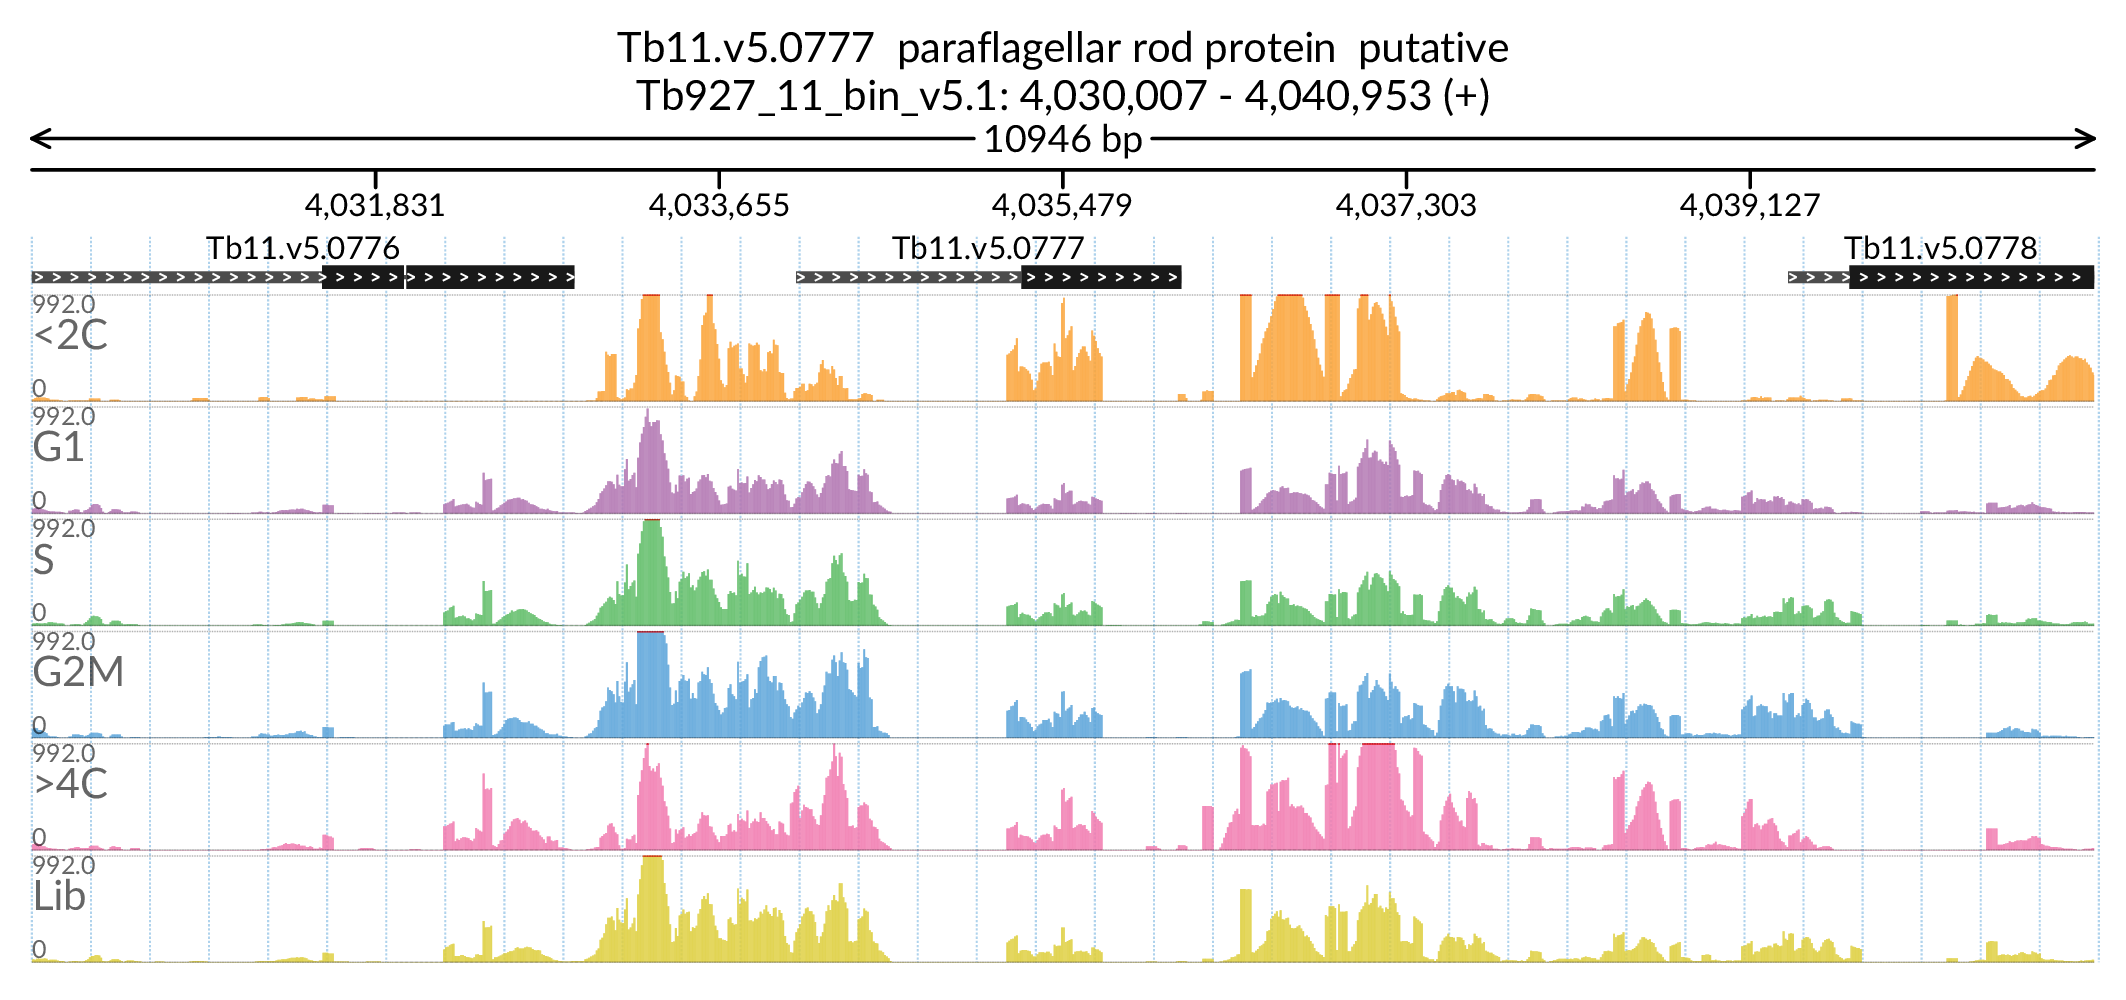 Tb11.v5.0777  paraflagellar rod protein  putative
Tb927_11_bin_v5.1: 4,030,007 - 4,040,953 (+)
10946 bp
4,031,831 4,033,655 4,035,479 4,037,303 4,039,127
Tb11.v5.0776 Tb11.v5.0777 Tb11.v5.0778
992.0
<2C
0
992.0
G1
0
992.0
S
0
992.0
G2M
0
992.0
>4C
0
992.0
Lib
0